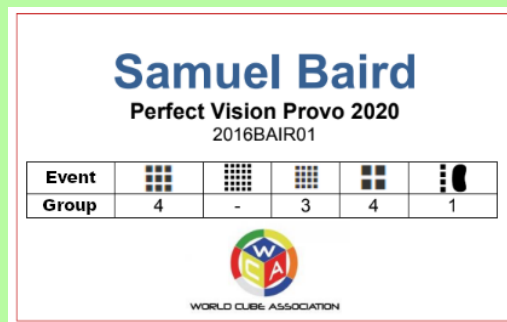 Samuel Baird
Perfect Vision Provo 2020
2016BAIR01
Event
Group 4 - 3 4 1
W
C A
WORLD CUBE ASSOCIATION